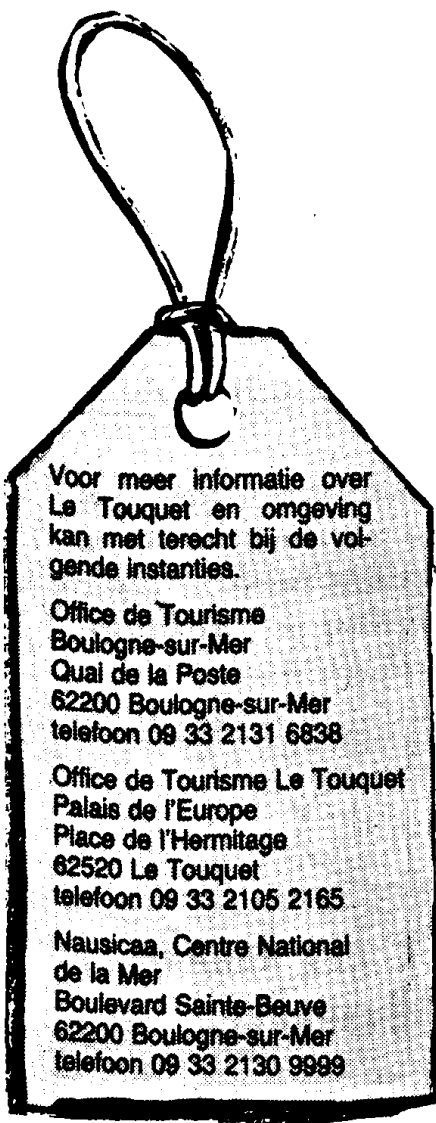 Voor meer informatie over
Le Touquet en omgeving
kan met terecht bij de vol-
gende instanties.
Office de Tourisme
Boulogne-sur-Mer
Quai de la Poste
62200 Boulogne-sur-Mer
telefoon 09 33 2131 6838
Office de Tourisme Le Touquet
Palais de l'Europe
Place de l'Hermitage
62520 Le Touquet
telefoon 09 33 2105 2165
Nausicaa, Centre National
de la Mer
Boulevard Sainte-Beuve
62200 Boulogne-sur-Mer
telefoon 09 33 2130 9999